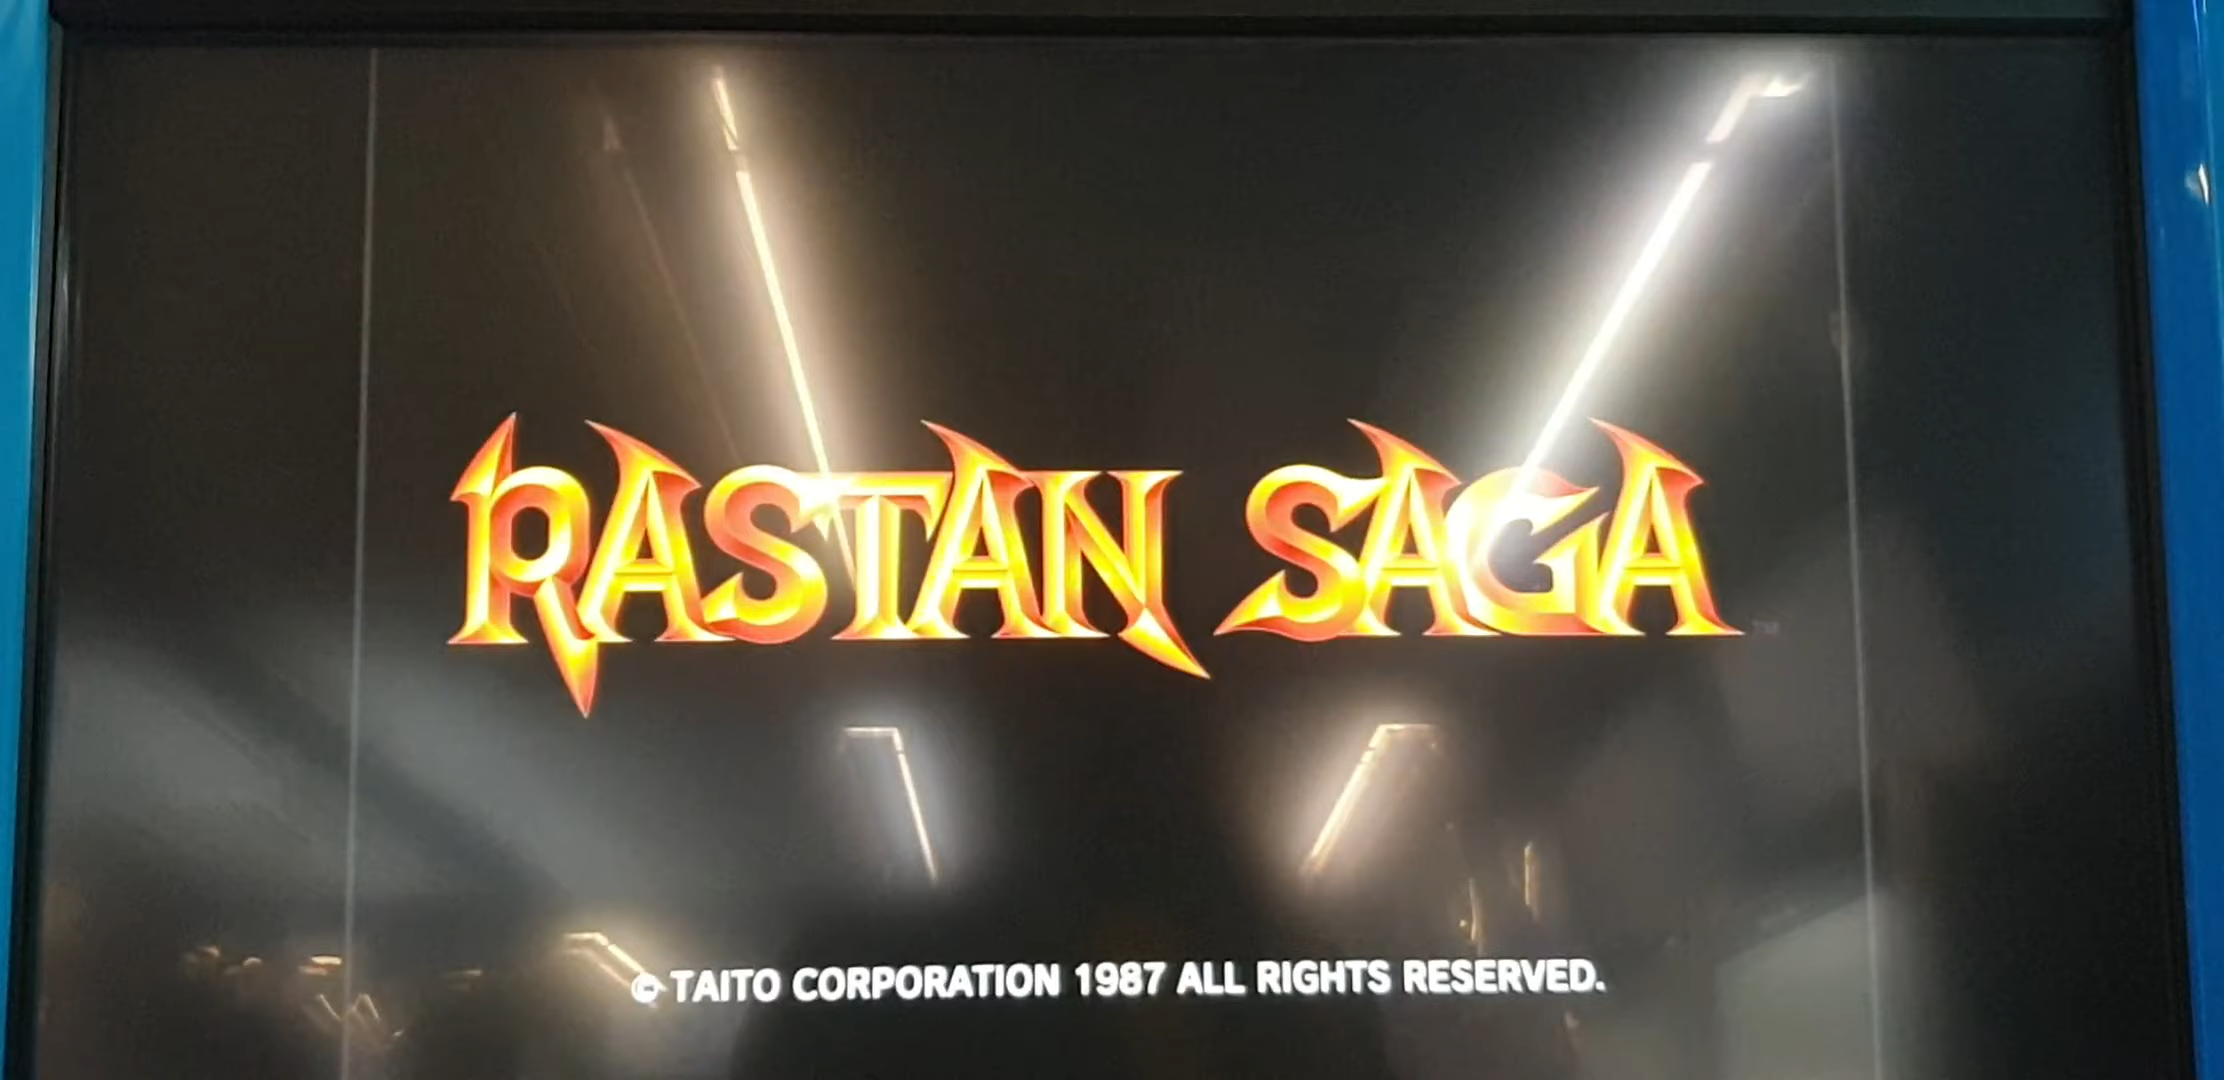 RASTAN SAGA
© TAITO CORPORATION 1987 ALL RIGHTS RESERVED.